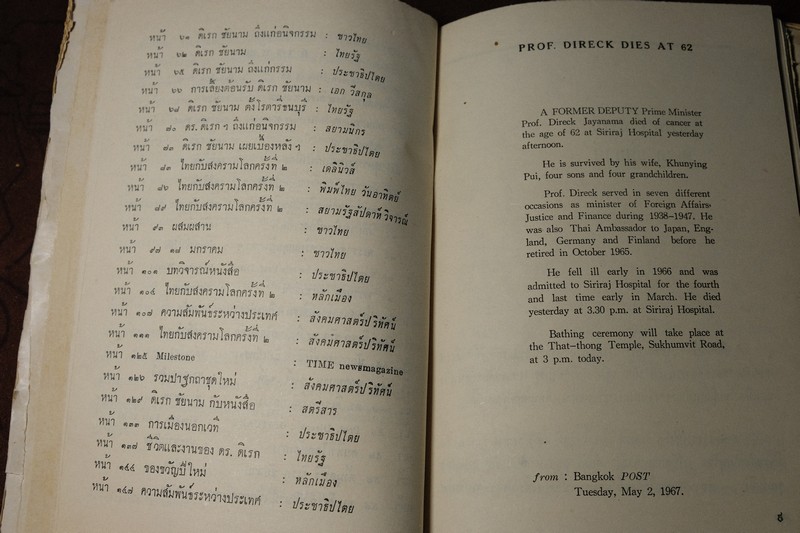 หน้า ๖๑ ดิเรก ชัยนาม ถึงแก่อนิจกรรม : ชาวไทย
หน้า ๖๒ ดิเรก ชัยนาม : ไทยรัฐ
หน้า ๖๕ ดิเรก ชัยนาม ถึงแก่กรรม : ประชาธิปไตย
หน้า ๖๖ การเลี้ยงต้อนรับ ดิเรก ชัยนาม : เอก วีสกุล
หน้า ๖๘ ดิเรก ชัยนาม ตั้งไร่ดารีชนบุรี : ไทยรัฐ
หน้า ๘๐ ดร. ดิเรก ฯ ถึงแก่อนิจกรรม : สยามนิกร
หน้า ๘๓ ดิเรก ชัยนาม เผยเบื้องหลัง ฯ : ประชาธิปไตย
หน้า ๘๓ ไทยกับสงครามโลกครั้งที่ ๒ : เดลินิวส์
หน้า ๘๖ ไทยกับสงครามโลกครั้งที่ ๒ : พิมพ์ไทย วันอาทิตย์
หน้า ๘๙ ไทยกับสงครามโลกครั้งที่ ๒ : สยามรัฐสัปดาห์วิจารณ์
หน้า ๙๓ ผสมผสาน : ชาวไทย
หน้า ๙๘ ๑๘ มกราคม : ชาวไทย
หน้า ๑๐๑ บทวิจารณ์หนังสือ : ประชาธิปไตย
หน้า ๑๐๔ ไทยกับสงครามโลกครั้งที่ ๒ : หลักเมือง
หน้า ๑๐๗ ความสัมพันธ์ระหว่างประเทศ : สังคมศาสตร์ปริทัศน์
หน้า ๑๑๑ ไทยกับสงครามโลกครั้งที่ ๒ : สังคมศาสตร์ปริทัศน์
หน้า ๑๒๕ Milestone : TIME newsmagazine
หน้า ๑๒๖ รวมปาฐกถาชุดใหม่ : สังคมศาสตร์ปริทัศน์
หน้า ๑๒๙ ดิเรก ชัยนาม กับหนังสือ : สตรีสาร
หน้า ๑๓๓ การเมืองนอกเวที : ประชาธิปไตย
หน้า ๑๓๗ ชีวิตและงานของ ดร. ดิเรก : ไทยรัฐ
หน้า ๑๔๔ ของขวัญปีใหม่ : หลักเมือง
หน้า ๑๔๗ ความสัมพันธ์ระหว่างประเทศ : ประชาธิปไตย
PROF. DIRECK DIES AT 62
A FORMER DEPUTY Prime Minister
Prof. Direck Jayanama died of cancer at
the age of 62 at Siriraj Hospital yesterday
afternoon.
He is survived by his wife, Khunying
Pui, four sons and four grandchildren.
Prof. Direck served in seven different
occasions as minister of Foreign Affairs-
Justice and Finance during 1938-1947. He
was also Thai Ambassador to Japan, Eng-
land, Germany and Finland before he
retired in October 1965.
He fell ill early in 1966 and was
admitted to Siriraj Hospital for the fourth
and last time early in March. He died
yesterday at 3.30 p.m. at Siriraj Hospital.
Bathing ceremony will take place at
the That-thong Temple, Sukhumvit Road,
at 3 p.m. today.
from : Bangkok POST
Tuesday, May 2, 1967.